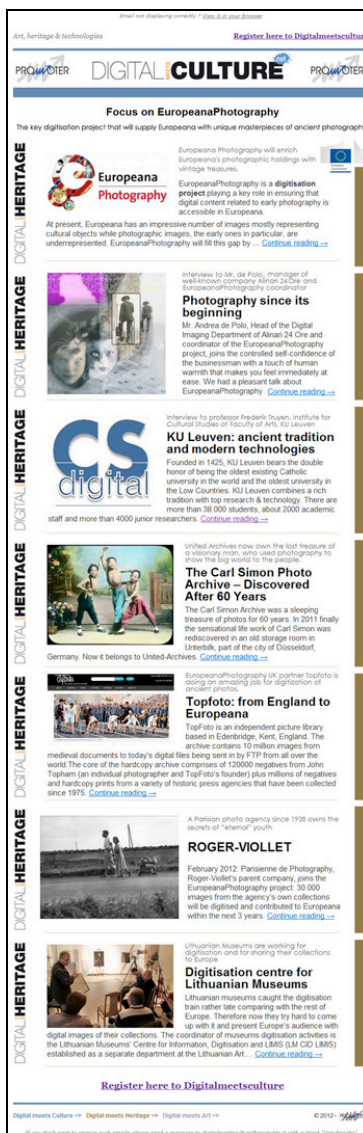 Email not displaying correctly ? View it in your browser
Art, heritage & technologies
Register here to Digitalmeetsculture
PROMOTER
DIGITAL MEETS CULTURE .net
PROMOTER
Focus on EuropeanaPhotography
The key digitisation project that will supply Europeana with unique masterpieces of ancient photography
DIGITAL HERITAGE
Europeana
Photography
Europeana Photography will enrich
Europeana's photographic holdings with
vintage treasures.
EuropeanaPhotography is a digitisation
project playing a key role in ensuring that
digital content related to early photography is
accessible in Europeana.
At present, Europeana has an impressive number of images mostly representing
cultural objects while photographic images, the early ones in particular, are
underrepresented. EuropeanaPhotography will fill this gap by ... Continue reading →
DIGITAL HERITAGE
Interview to Mr. de Polo, manager of
well-known company Alinari 24 Ore and
EuropeanaPhotography coordinator
Photography since its
beginning
Mr. Andrea de Polo, Head of the Digital
Imaging Department of Alinari 24 Ore and
coordinator of the EuropeanaPhotography
project, joins the controlled self-confidence of
the businessman with a touch of human
warmth that makes you feel immediately at
ease. We had a pleasant talk about
EuropeanaPhotography Continue reading →
DIGITAL HERITAGE
CS
digital
Interview to professor Frederik Truyen, Institute for
Cultural Studies at Faculty of Arts, KU Leuven
KU Leuven: ancient tradition
and modern technologies
Founded in 1425, KU Leuven bears the double
honor of being the oldest existing Catholic
university in the world and the oldest university in
the Low Countries. KU Leuven combines a rich
tradition with top research & technology. There are
more than 38.000 students, about 2000 academic
staff and more than 4000 junior researchers. Continue reading →
DIGITAL HERITAGE
United Archives now own the lost treasure of
a visionary man, who used photography to
show the big world to the people.
The Carl Simon Photo
Archive – Discovered
After 60 Years
The Carl Simon Archive was a sleeping
treasure of photos for 60 years. In 2011 finally
the sensational life work of Carl Simon was
rediscovered in an old storage room in
Unterbilk, part of the city of Düsseldorf,
Germany. Now it belongs to United-Archives. Continue reading →
DIGITAL HERITAGE
EuropeanaPhotography UK partner Topfoto is
doing an amazing job for digitization of
ancient photos.
Topfoto: from England to
Europeana
TopFoto is an independent picture library
based in Edenbridge, Kent, England. The
archive contains 10 million images from
medieval documents to today's digital files being sent in by FTP from all over the
world.The core of the hardcopy archive comprises of 120000 negatives from John
Topham (an individual photographer and TopFoto's founder) plus millions of negatives
and hardcopy prints from a variety of historic press agencies that have been collected
since 1975. Continue reading →
DIGITAL HERITAGE
A Parisian photo agency since 1938 owns the
secrets of "eternal" youth
ROGER-VIOLLET
February 2012: Parisienne de Photography,
Roger-Viollet's parent company, joins the
EuropeanaPhotography project: 30.000
images from the agency's own collections
will be digitised and contributed to Europeana
within the next 3 years. Continue reading →
DIGITAL HERITAGE
Lithuanian Museums are working for
digitisation and for sharing their collections
to Europe
Digitisation centre for
Lithuanian Museums
Lithuanian museums caught the digitisation
train rather late comparing with the rest of
Europe. Therefore now they try hard to come
up with it and present Europe's audience with
digital images of their collections. The coordinator of museums digitisation activities is
the Lithuanian Museums' Centre for Information, Digitisation and LIMIS (LM CID LIMIS)
established as a separate department at the Lithuanian Art... Continue reading →
Register here to Digitalmeetsculture
Digital meets Culture => Digital meets Heritage => Digital meets Art =>
© 2012 -